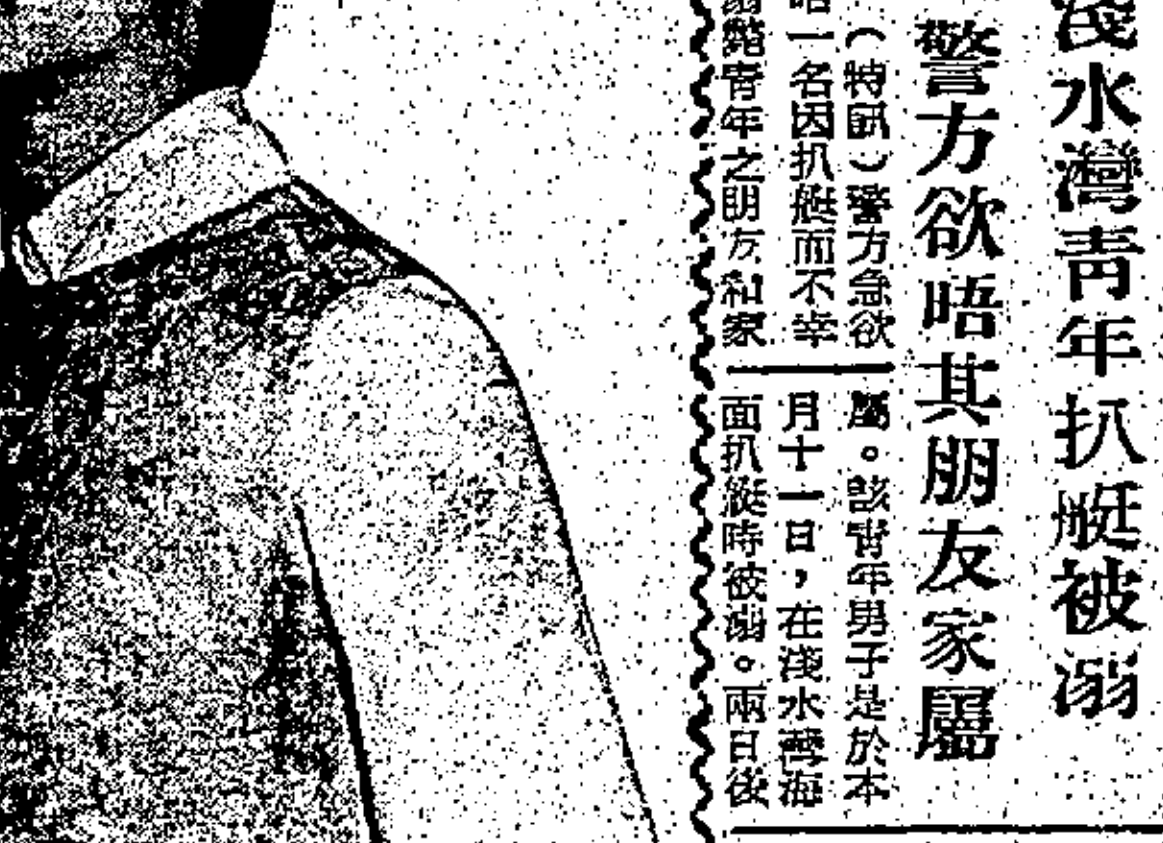 淺水灣靑年扒艇被溺
警方欲晤其朋友家屬
（特訊）警方急欲
晤一名因扒艇而不幸
溺斃靑年之朋友和家
屬。該靑年男子是於本
月十一日，在淺水灣海
面扒艇時被溺。兩日後